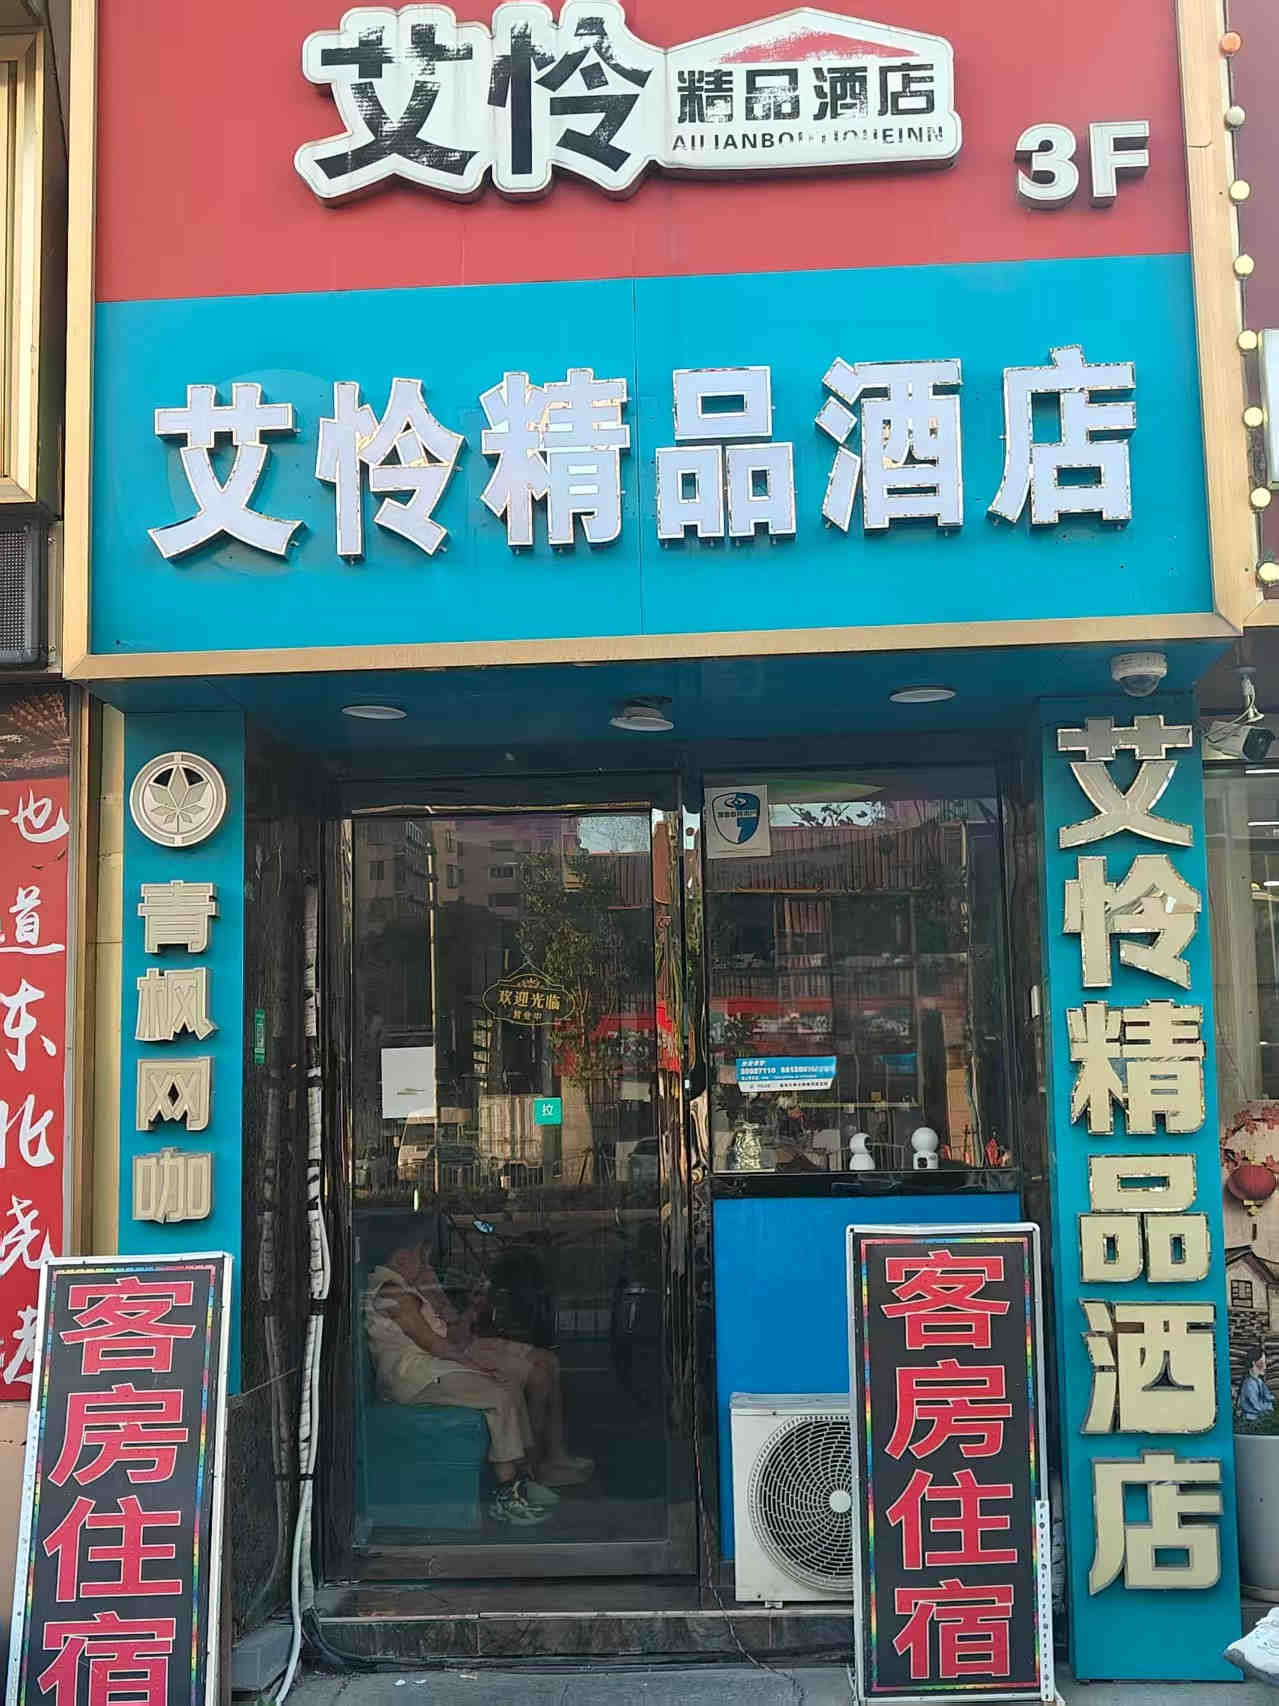 艾怜
精品酒店
3F
艾怜精品酒店
青枫网咖
艾怜精品酒店
欢迎光临
营业中
拉
客房住宿
客房住宿
也道东北烧